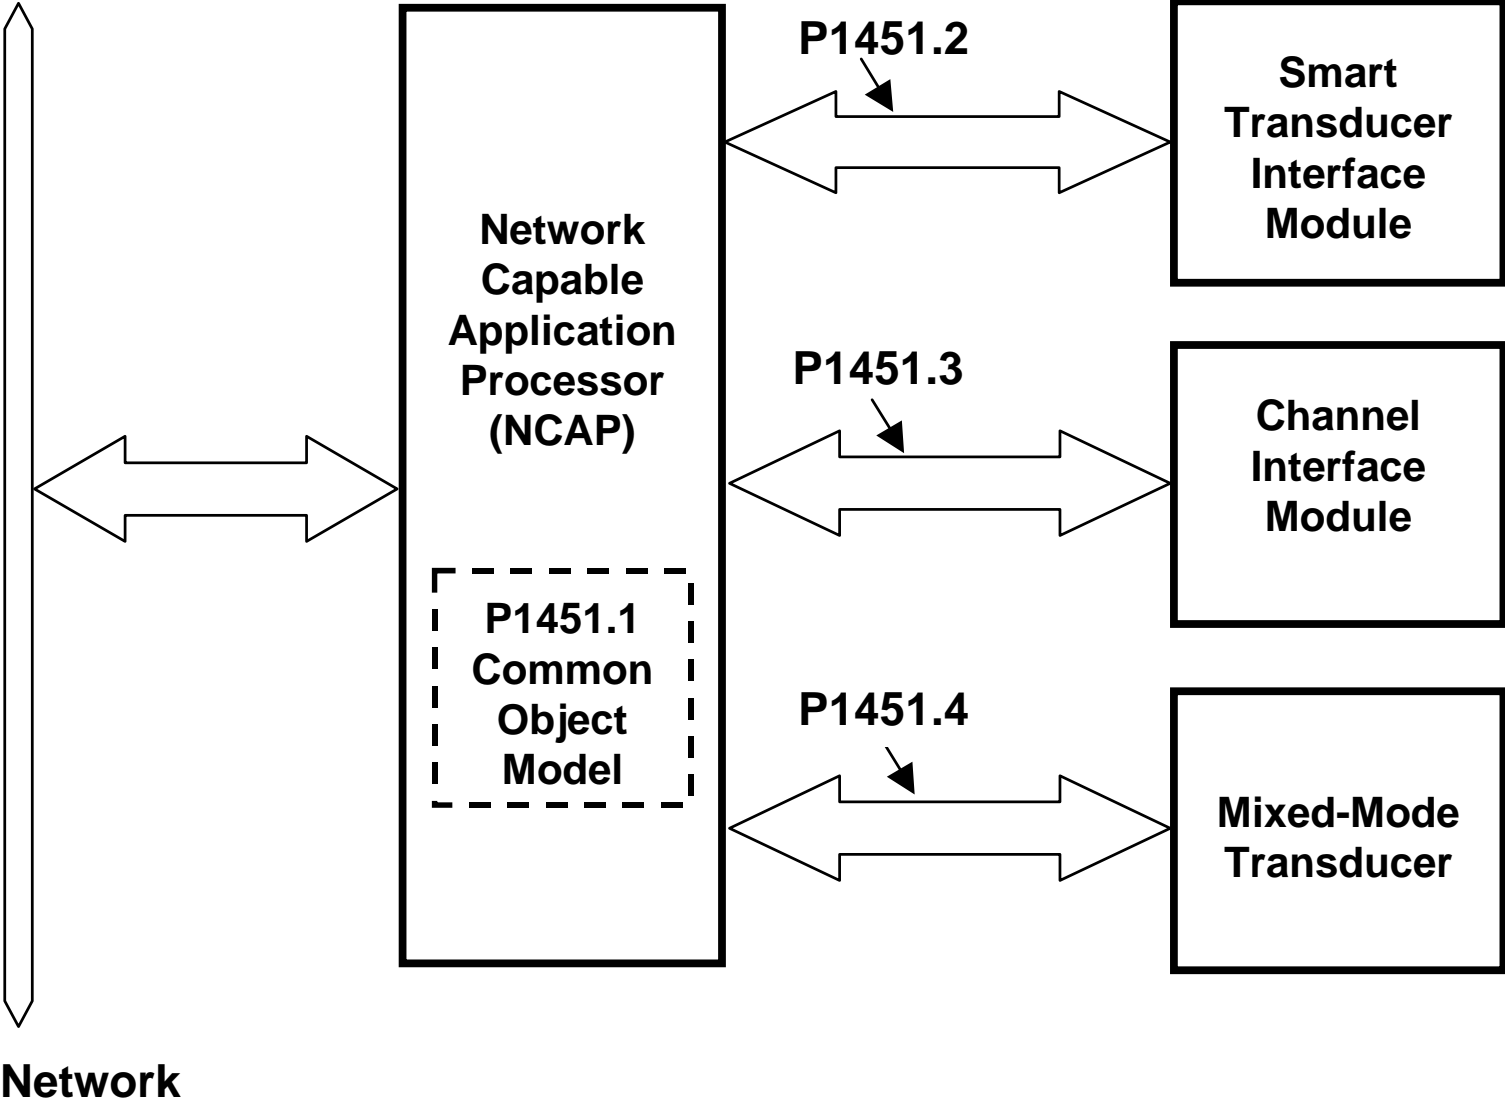 P1451.2
Smart
Transducer
Interface
Module
Network
Capable
Application
Processor
(NCAP)
P1451.3
Channel
Interface
Module
P1451.1
Common
Object
Model
P1451.4
Mixed-Mode
Transducer
Network